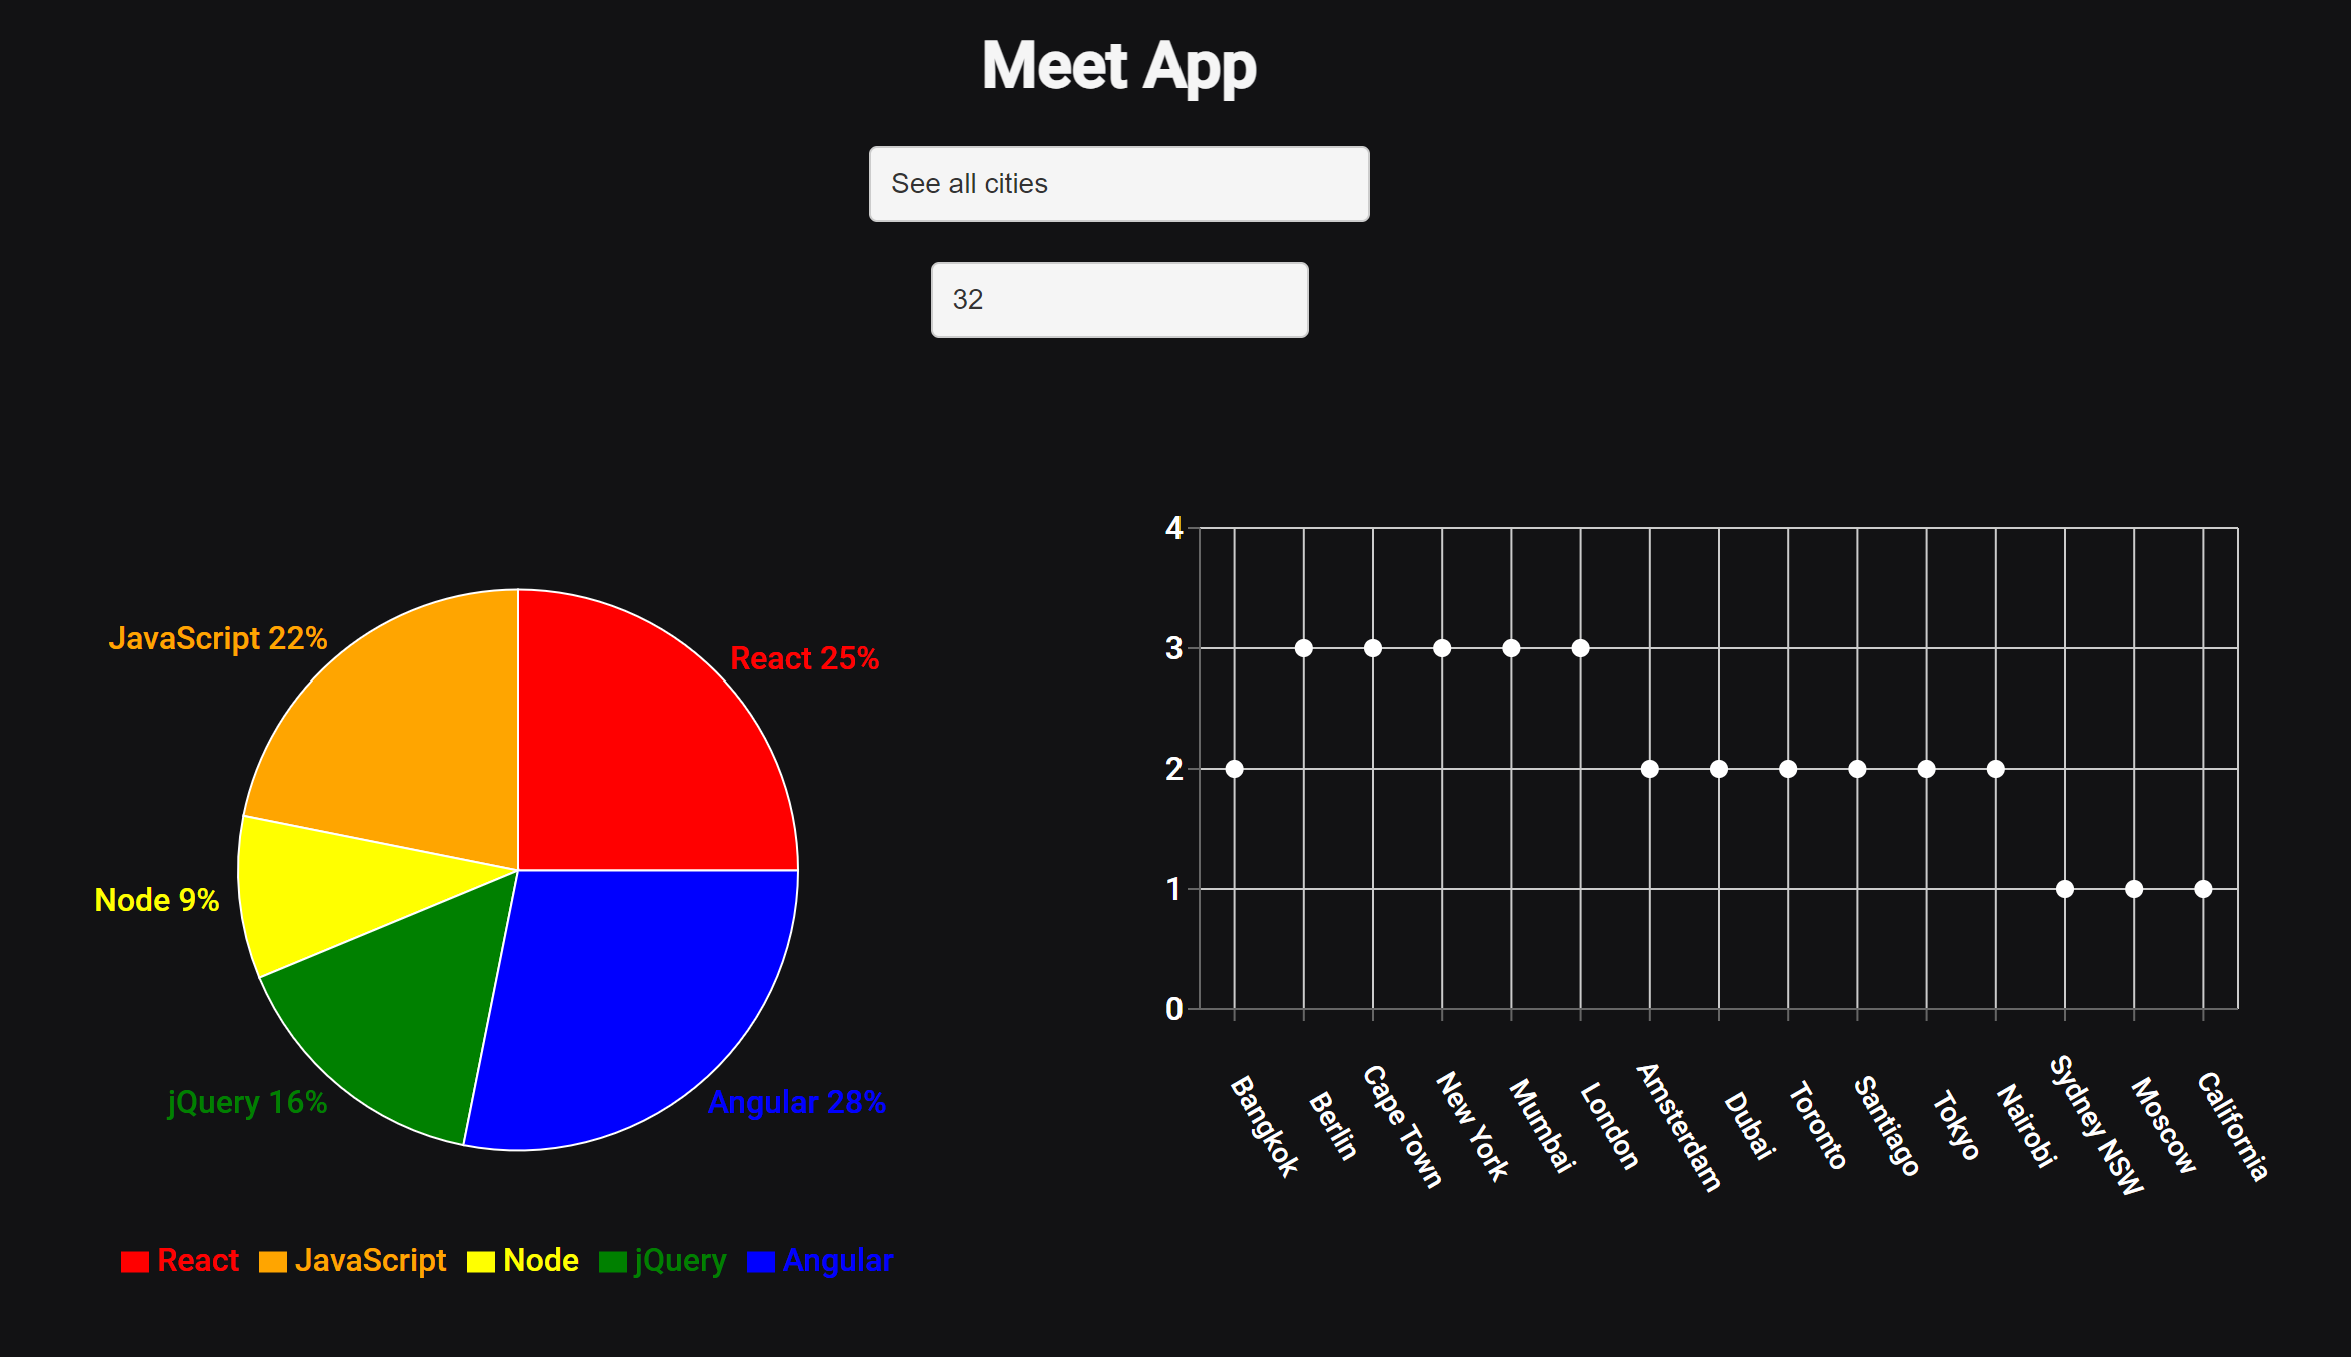 Meet App
See all cities
32
JavaScript 22%
React 25%
Node 9%
jQuery 16%
Angular 28%
React JavaScript Node jQuery Angular
4
3
2
1
0
Bangkok
Berlin
Cape Town
New York
Mumbai
London
Amsterdam
Dubai
Toronto
Santiago
Tokyo
Nairobi
Sydney NSW
Moscow
California